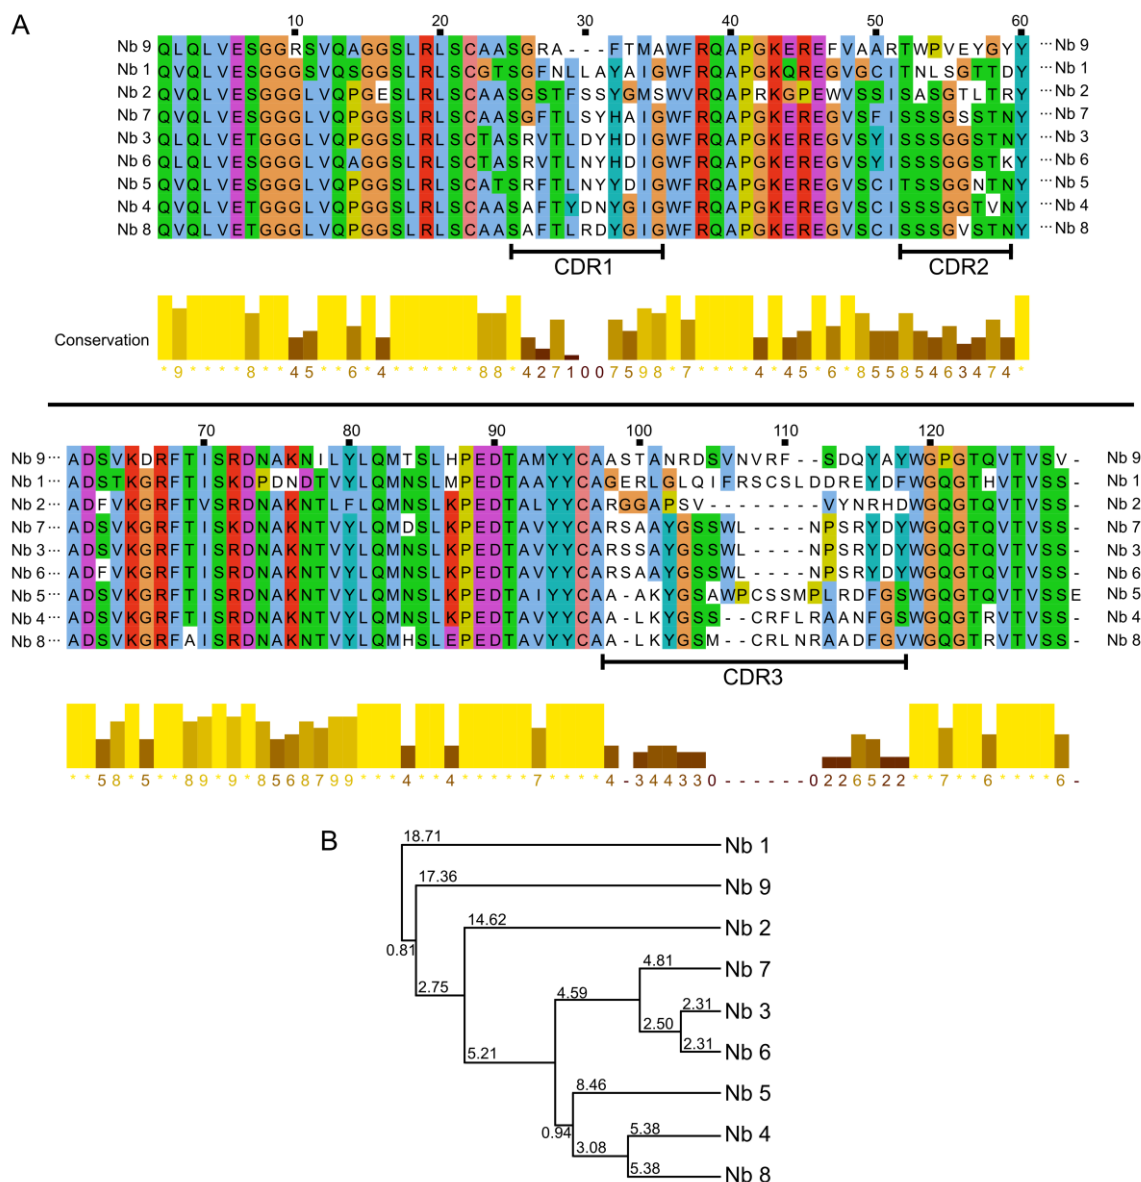 A
10 20 30 40 50 60
Nb 9 QLQLVESGGRSVQAGGSLRLSCAASGRA---FTMAWFRQAPGKEREFVAARTWPVEYGYY ··· Nb 9
Nb 1 QVQLVESGGGSVQSGGSLRLSCGTSGFNLLAYAIGWFRQAPGKQREGVGCITNLSGTTDY ··· Nb 1
Nb 2 QVQLVESGGGLVQPGESLRLSCAASGSTFSSYGMSWVRQAPRKGPEWVSSISASGTLTRY ··· Nb 2
Nb 7 QVQLVESGGGLVQPGGSLRLSCAASGFTLSYHAIGWFRQAPGKEREGVSFISSSGSSTNY ··· Nb 7
Nb 3 QVQLVETGGGLVQPGGSLRLSCTASRVTLDYHDIGWFRQAPGKEREGVSYISSSGGSTNY ··· Nb 3
Nb 6 QVQLVESGGGLVQAGGSLRLSCTASRVTLNYHDIGWFRQAPGKEREGVSYISSSGGSTKY ··· Nb 6
Nb 5 QVQLVESGGGLVQPGGSLRLSCATSRFTLNYYDIGWFRQAPGKEREGVSCITSSGGNTNY ··· Nb 5
Nb 4 QVQLVETGGGLVQPGGSLRLSCAASAFTYDNYGIGWFRQAPGKEREGVSCISSSGGTVNY ··· Nb 4
Nb 8 QVQLVETGGGLVQPGGSLRLSCAASAFTLRDYGIGWFRQAPGKEREGVSCISSSGVSTNY ··· Nb 8
CDR1 CDR2
Conservation
*9****8**45**6*4******88*4271007598*7****4*45*6*85585463474*
70 80 90 100 110 120
Nb 9 ··· ADSVKDRFTISRDNAKNILYLQMTSLHPEDTAMYYCAASTANRDSVNVRF--SDQYAYWGPGTQVTVSV- Nb 9
Nb 1 ··· ADSTKGRFTISKDPDNDTVYLQMNSLMPEDTAAYYCAGERLGLQIFRSCSLDDREYDFWGQGTQVTVSS- Nb 1
Nb 2 ··· ADFVKGRFTVSRDNAKNTLFLQMNSLKPEDTALYYCARGGAPSV-------VYNRHDWGQGTQVTVSS- Nb 2
Nb 7 ··· ADSVKGRFTISRDNAKNTVYLQMDSLKPEDTAVYYCARSAAYGSSWL-----NPSRYDYWGQGTQVTVSS- Nb 7
Nb 3 ··· ADSVKGRFTISRDNAKNTVYLQMNSLKPEDTAVYYCARSSAYGSSWL-----NPSRYDYWGQGTQVTVSS- Nb 3
Nb 6 ··· ADFVKGRFTISRDNAKNTVYLQMNSLKPEDTAVYYCARSAAYGSSWL-----NPSRYDYWGQGTQVTVSS- Nb 6
Nb 5 ··· ADSVKGRFTISRDNAKNTVYLQMNSLKPEDTAIYYCAA-AKYGSAWPCSSMPLRDFGSWGQGTQVTVSSE Nb 5
Nb 4 ··· ADSVKGRFTISRDNAKNTVYLQMNSLKPEDTAVYYCAA-LKYGSS--CRFLRAANFGSWGQGTRVTVSS- Nb 4
Nb 8 ··· ADSVKGRFAISRDNAKNTVYLQMHSLEPEDTAVYYCAA-LKYGSM-CRLNRAADFGVWGQGTRVTVSS- Nb 8
CDR3
**58*5**89*9*8568799***4**4*****7****4-344330------0226522**7**6****6-
B
18.71 Nb 1
17.36 Nb 9
14.62 Nb 2
0.81
4.81 Nb 7
2.75 4.59
2.31 Nb 3
2.50
2.31 Nb 6
5.21
8.46 Nb 5
0.94
5.38 Nb 4
3.08
5.38 Nb 8